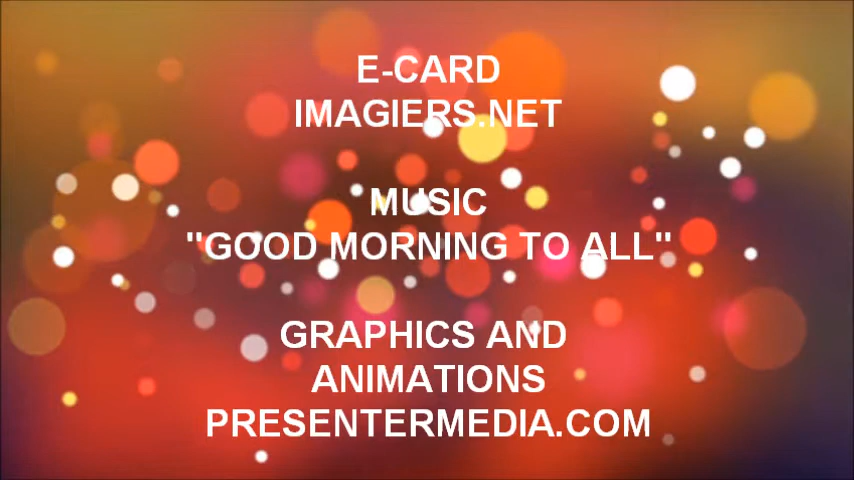 E-CARD
IMAGIERS.NET
MUSIC
"GOOD MORNING TO ALL"
GRAPHICS AND
ANIMATIONS
PRESENTERMEDIA.COM